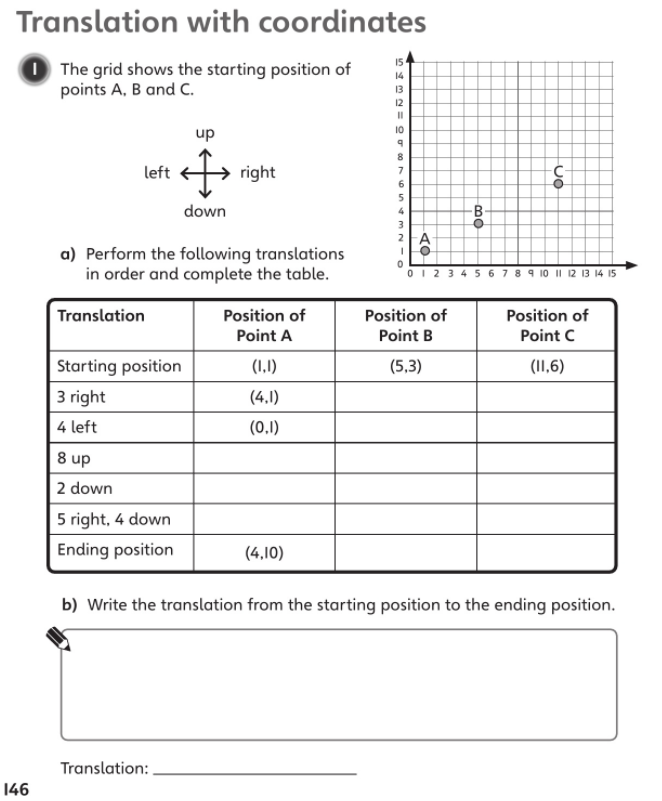 Translation with coordinates
1 The grid shows the starting position of
points A, B and C.
up
left right
down
15
14
13
12
11
10
9
8
7
6
5
4
3
2
1
0
C
B
A
0 1 2 3 4 5 6 7 8 9 10 11 12 13 14 15
a) Perform the following translations
in order and complete the table.
Translation Position of Point A Position of Point B Position of Point C
Starting position (1,1) (5,3) (11,6)
3 right (4,1)
4 left (0,1)
8 up
2 down
5 right, 4 down
Ending position (4,10)
b) Write the translation from the starting position to the ending position.
Translation:
146